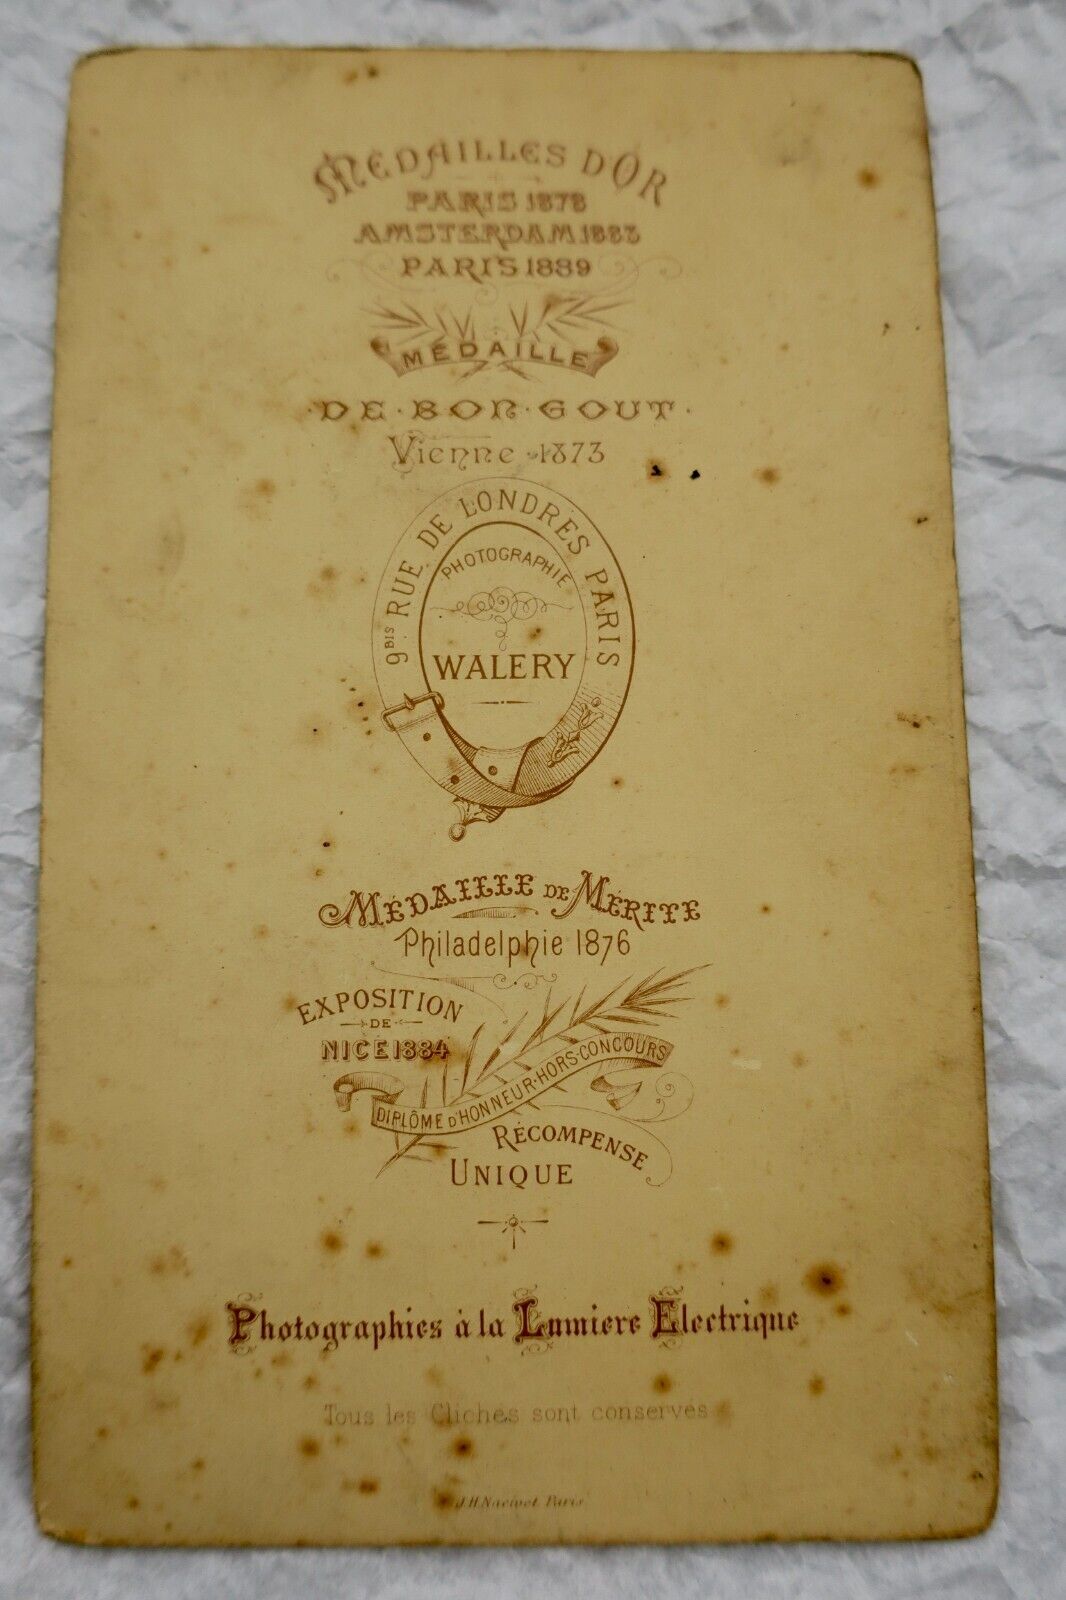 MÉDAILLES D'OR
PARIS 1878
AMSTERDAM 1883
PARIS 1889
MÉDAILLE
DE · BON · GOUT ·
Vienne 1873
9BIS RUE DE LONDRES PARIS
PHOTOGRAPHIE
WALERY
MÉDAILLE DE MÉRITE
Philadelphie 1876
EXPOSITION
DE
NICE 1884
DIPLÔME D'HONNEUR·HORS·CONCOURS
RÉCOMPENSE
UNIQUE
Photographies à la Lumiere Electrique
Tous les Clichés sont conservés
Paris